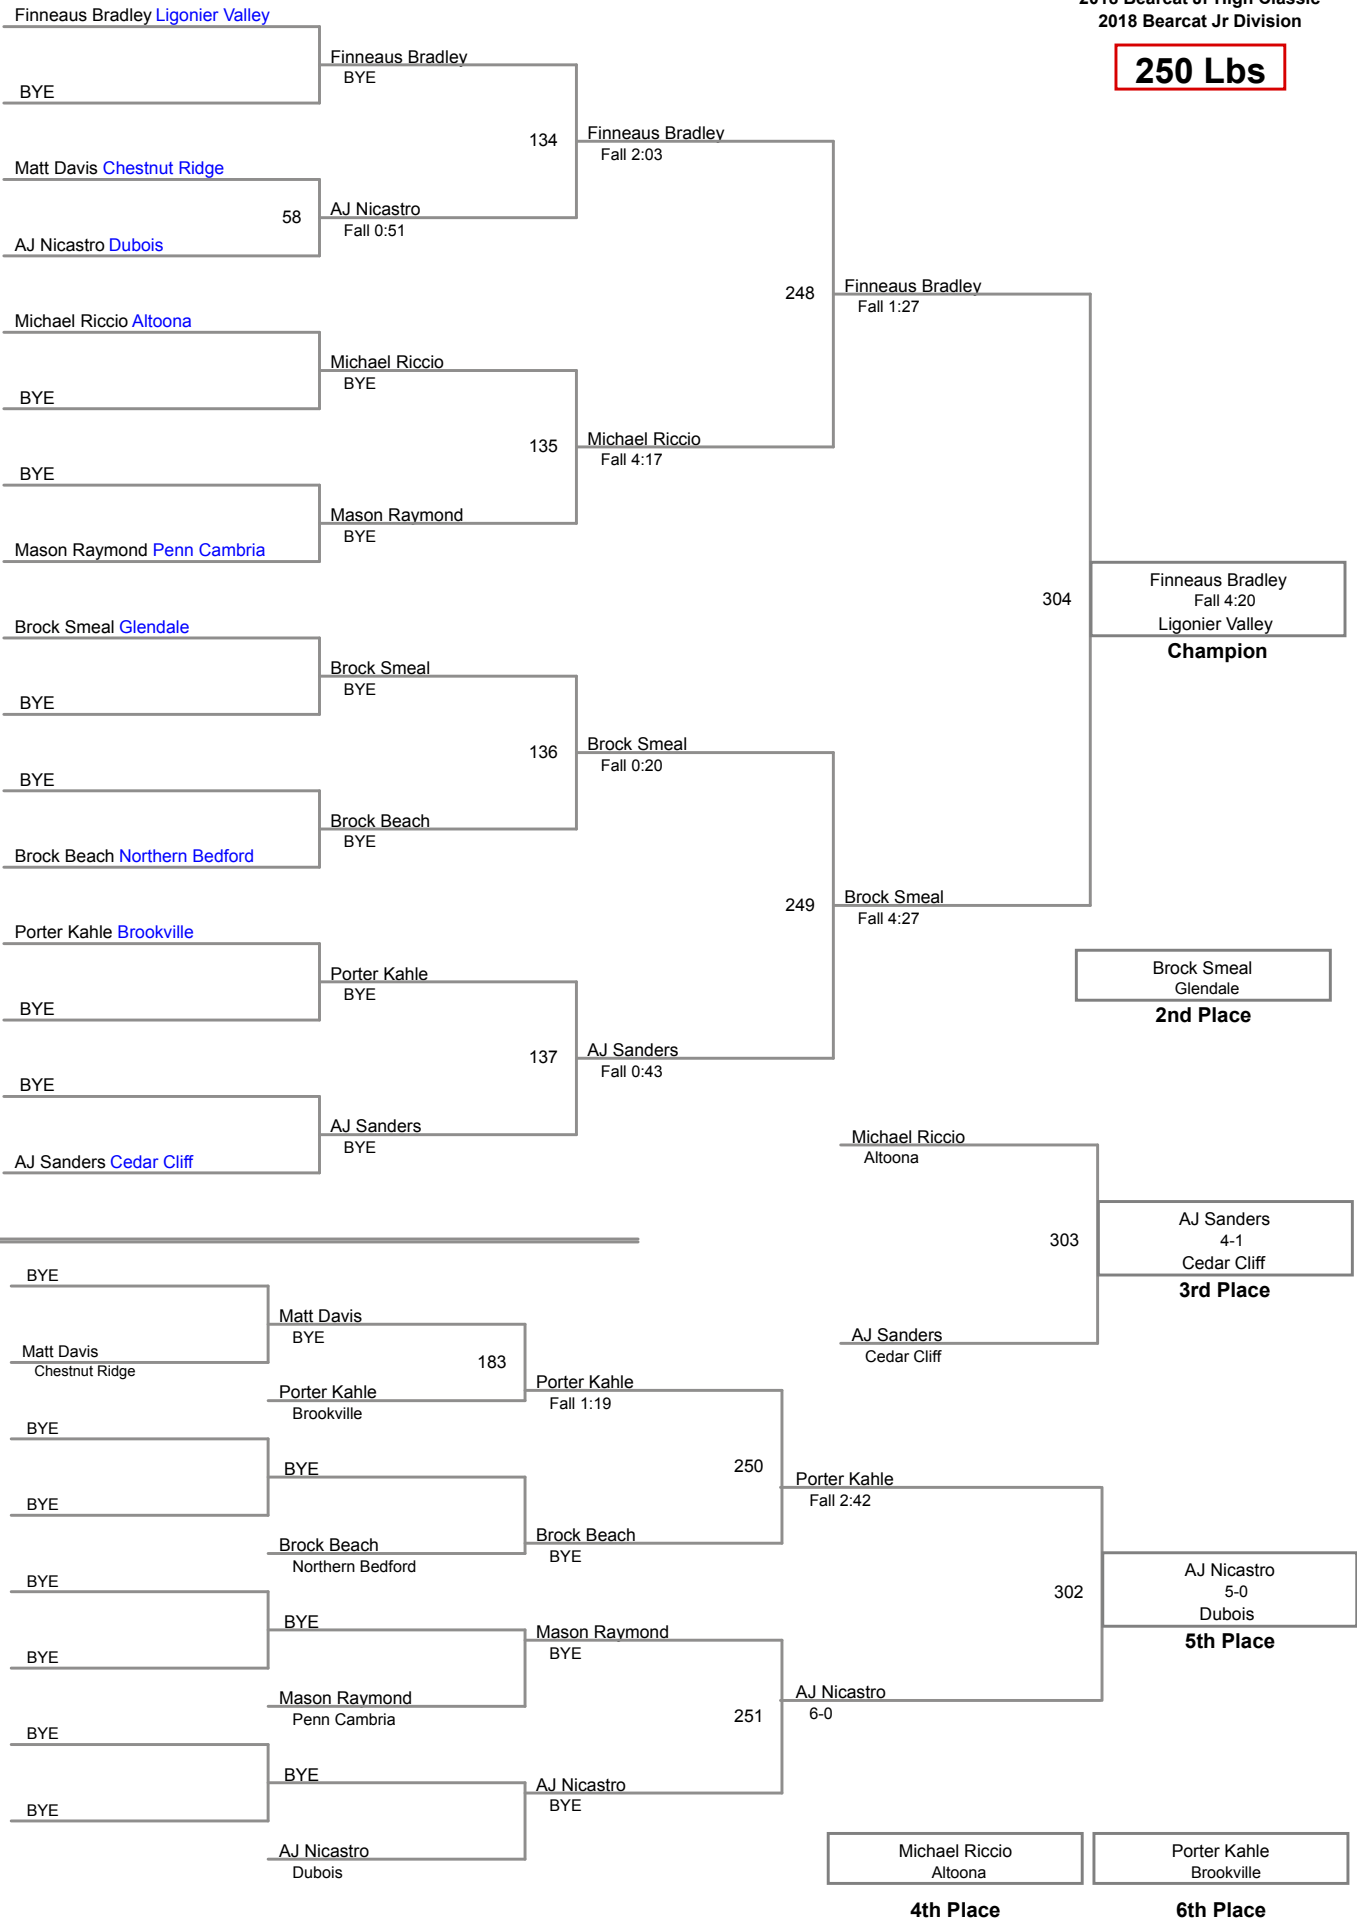 2018 Bearcat Jr High Classic
2018 Bearcat Jr Division
250 Lbs
Finneaus Bradley Ligonier Valley
BYE
Matt Davis Chestnut Ridge
58
AJ Nicastro Dubois
Michael Riccio Altoona
BYE
BYE
Mason Raymond Penn Cambria
Brock Smeal Glendale
BYE
BYE
Brock Beach Northern Bedford
Porter Kahle Brookville
BYE
BYE
AJ Sanders Cedar Cliff
Finneaus Bradley
BYE
134
AJ Nicastro
Fall 0:51
Michael Riccio
BYE
135
Mason Raymond
BYE
Brock Smeal
BYE
136
Brock Beach
BYE
Porter Kahle
BYE
137
AJ Sanders
BYE
Finneaus Bradley
Fall 2:03
248
Michael Riccio
Fall 4:17
Brock Smeal
Fall 0:20
249
AJ Sanders
Fall 0:43
Finneaus Bradley
Fall 1:27
304
Brock Smeal
Fall 4:27
Finneaus Bradley
Fall 4:20
Ligonier Valley
Champion
Brock Smeal
Glendale
2nd Place
Michael Riccio
Altoona
303
AJ Sanders
Cedar Cliff
AJ Sanders
4-1
Cedar Cliff
3rd Place
BYE
Matt Davis
Chestnut Ridge
BYE
BYE
BYE
BYE
BYE
BYE
Matt Davis
BYE
183
Porter Kahle
Brookville
BYE
Brock Beach
Northern Bedford
BYE
Mason Raymond
Penn Cambria
BYE
AJ Nicastro
Dubois
Porter Kahle
Fall 1:19
250
Brock Beach
BYE
Mason Raymond
BYE
251
AJ Nicastro
BYE
Porter Kahle
Fall 2:42
302
AJ Nicastro
6-0
AJ Nicastro
5-0
Dubois
5th Place
Michael Riccio
Altoona
4th Place
Porter Kahle
Brookville
6th Place